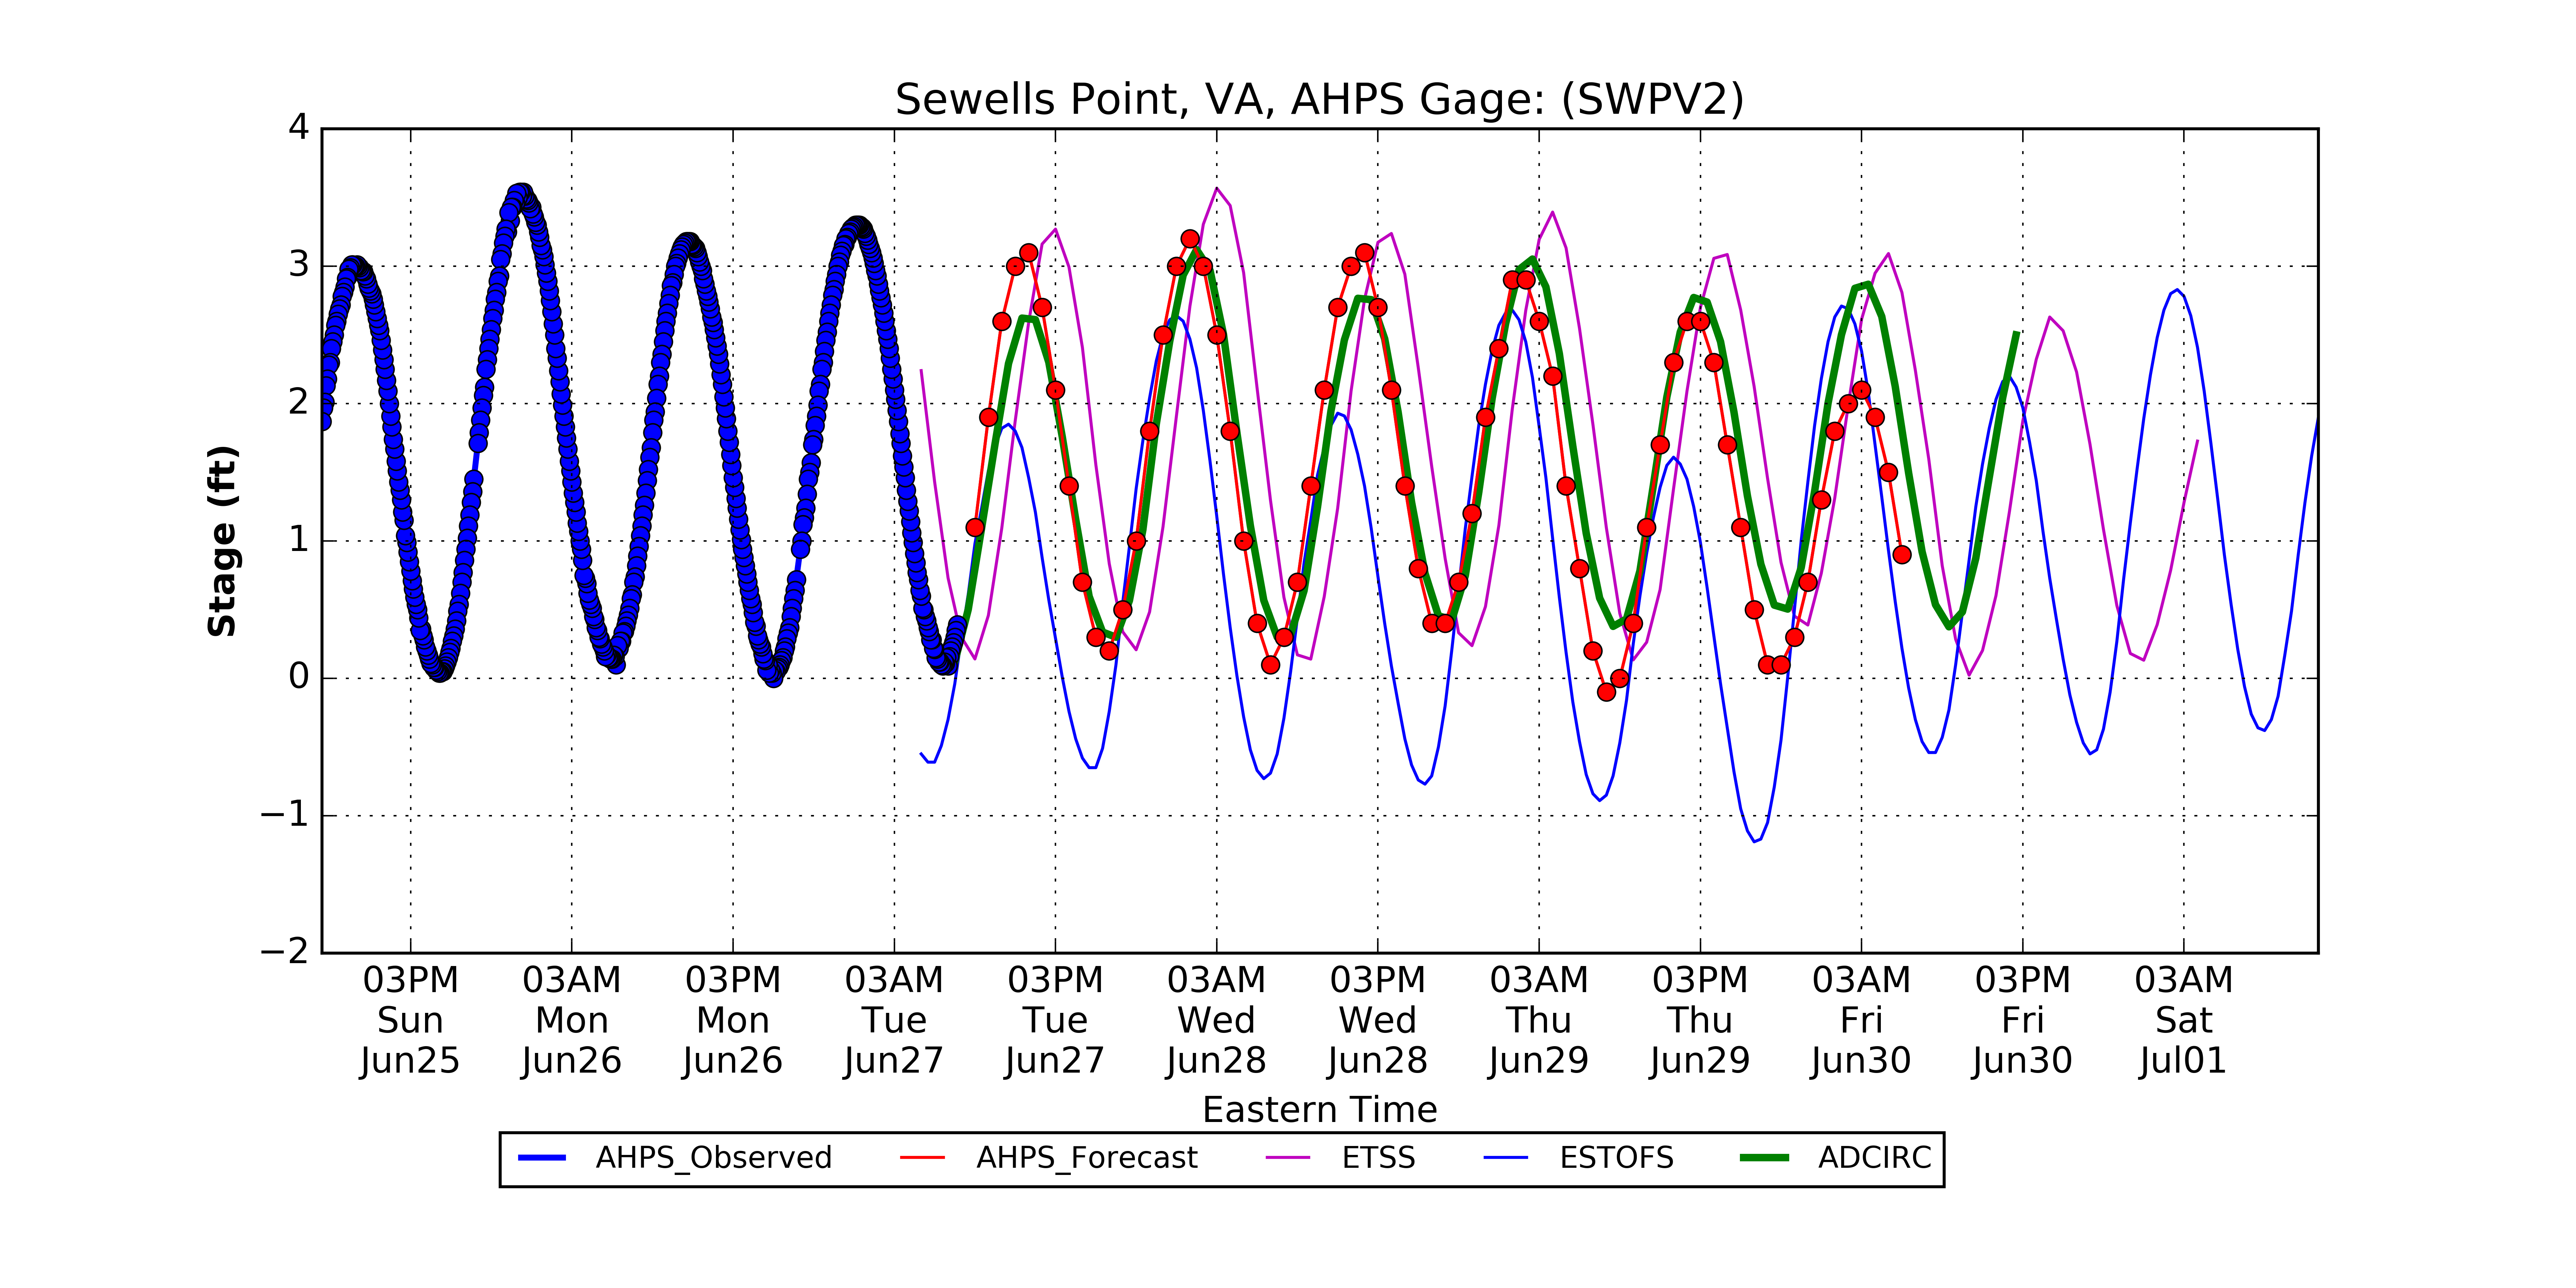 Sewells Point, VA, AHPS Gage: (SWPV2)
4
3
2
1
0
−1
−2
Stage (ft)
03PM 03AM 03PM 03AM 03PM 03AM 03PM 03AM 03PM 03AM 03PM 03AM
Sun Mon Mon Tue Tue Wed Wed Thu Thu Fri Fri Sat
Jun25 Jun26 Jun26 Jun27 Jun27 Jun28 Jun28 Jun29 Jun29 Jun30 Jun30 Jul01
Eastern Time
AHPS_Observed AHPS_Forecast ETSS ESTOFS ADCIRC